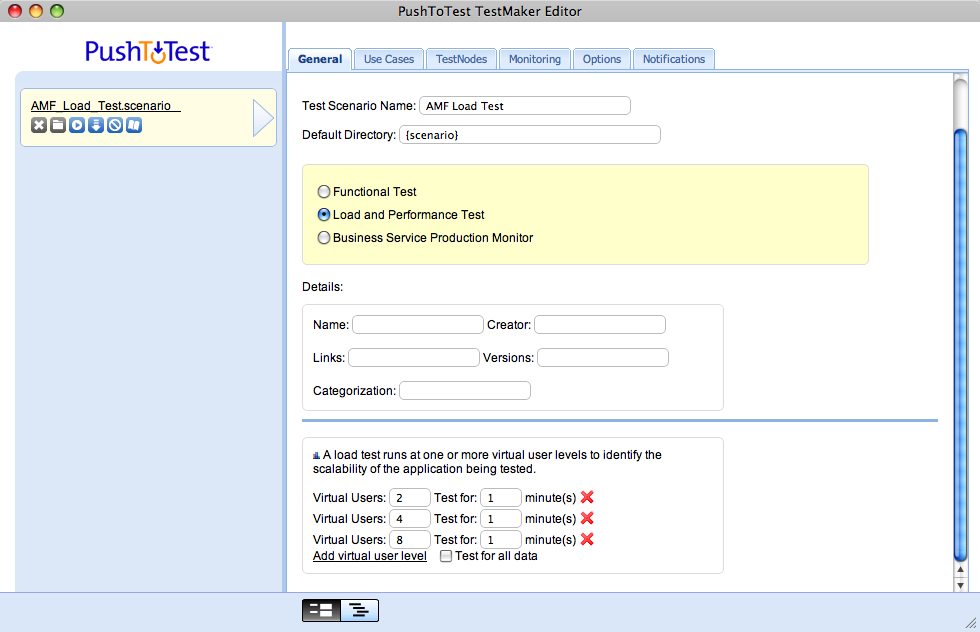 PushToTest TestMaker Editor
PushToTest
General Use Cases TestNodes Monitoring Options Notifications
AMF_Load_Test.scenario
Test Scenario Name: AMF Load Test
Default Directory: {scenario}
Functional Test
Load and Performance Test
Business Service Production Monitor
Details:
Name: Creator:
Links: Versions:
Categorization:
A load test runs at one or more virtual user levels to identify the
scalability of the application being tested.
Virtual Users: 2 Test for: 1 minute(s)
Virtual Users: 4 Test for: 1 minute(s)
Virtual Users: 8 Test for: 1 minute(s)
Add virtual user level Test for all data